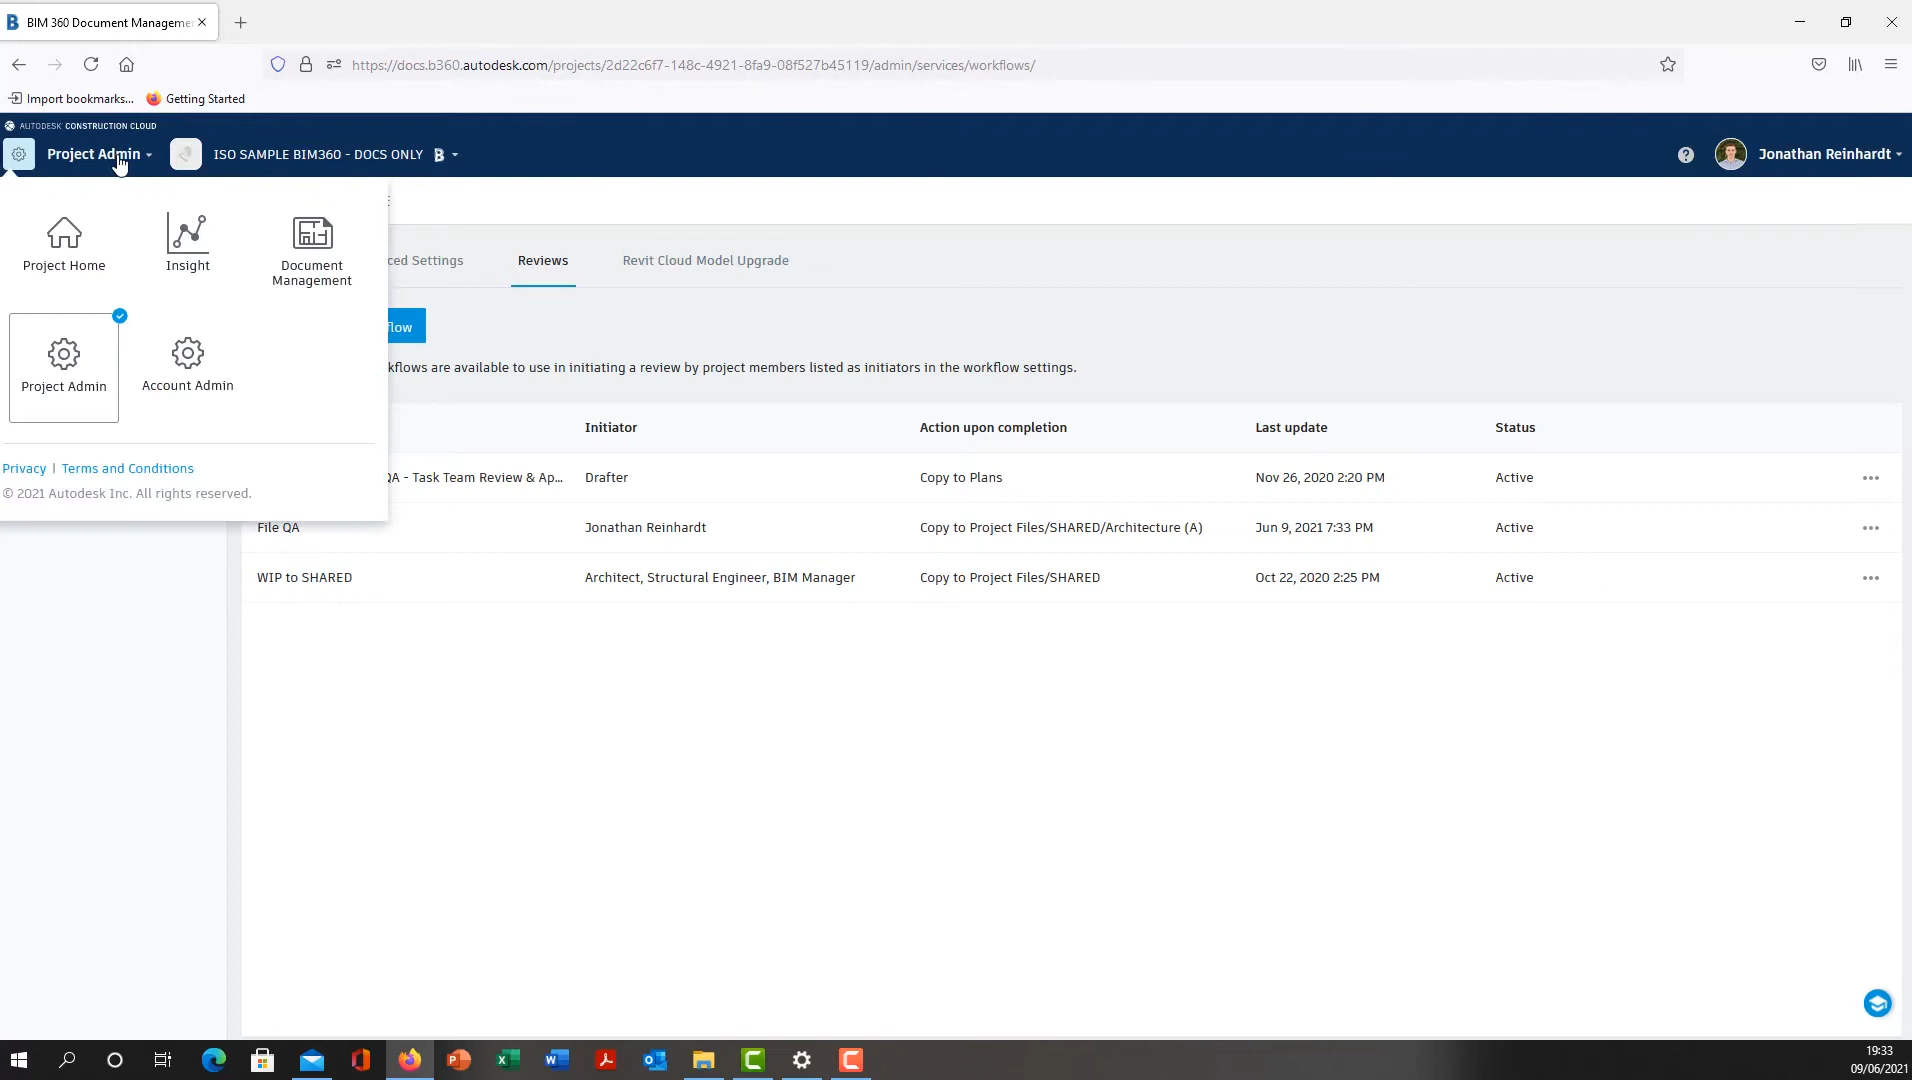 BIM 360 Document Manageme
https://docs.b360.autodesk.com/projects/2d22c6f7-148c-4921-8fa9-08f527b45119/admin/services/workflows/
Import bookmarks... Getting Started
AUTODESK CONSTRUCTION CLOUD
Project Admin ISO SAMPLE BIM360 - DOCS ONLY Jonathan Reinhardt
Project Home Insight Document
Management
Project Admin Account Admin
Privacy | Terms and Conditions
© 2021 Autodesk Inc. All rights reserved.
ced Settings Reviews Revit Cloud Model Upgrade
flow
kflows are available to use in initiating a review by project members listed as initiators in the workflow settings.
Initiator Action upon completion Last update Status
QA - Task Team Review & Ap... Drafter Copy to Plans Nov 26, 2020 2:20 PM Active
File QA Jonathan Reinhardt Copy to Project Files/SHARED/Architecture (A) Jun 9, 2021 7:33 PM Active
WIP to SHARED Architect, Structural Engineer, BIM Manager Copy to Project Files/SHARED Oct 22, 2020 2:25 PM Active
19:33
09/06/2021